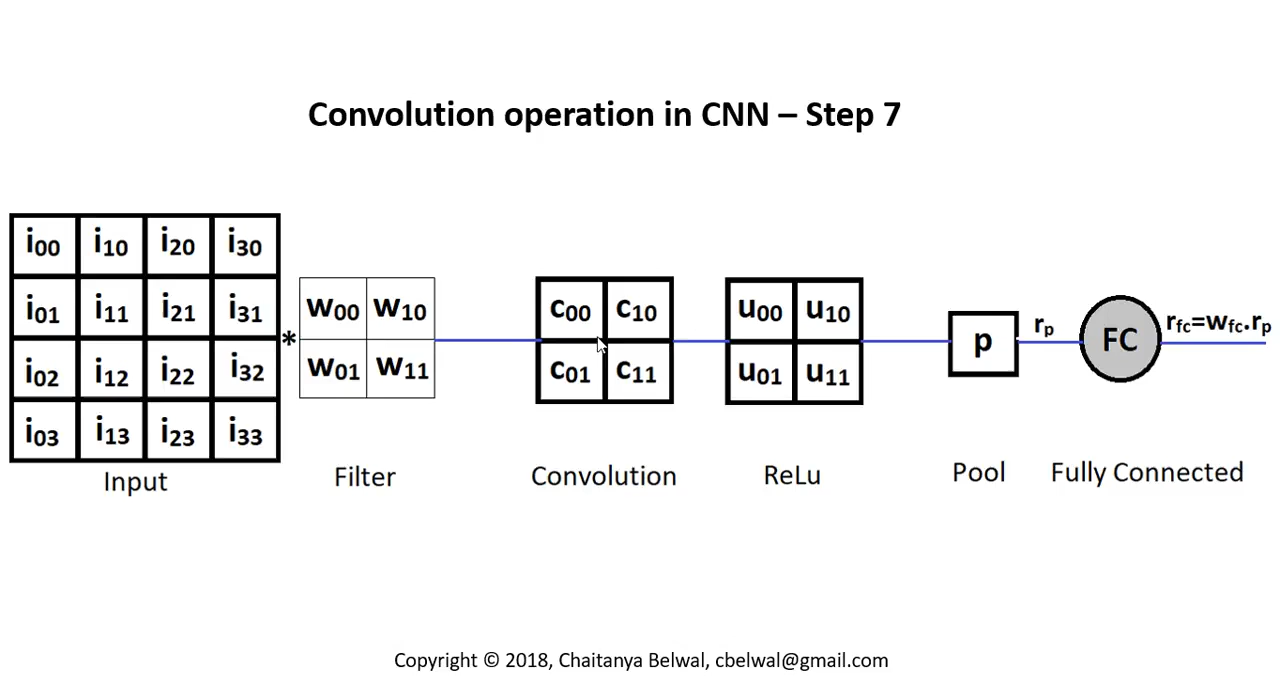 Convolution operation in CNN – Step 7
i00 i10 i20 i30
i01 i11 i21 i31
i02 i12 i22 i32
i03 i13 i23 i33
Input
*
w00 w10
w01 w11
Filter
c00 c10
c01 c11
Convolution
u00 u10
u01 u11
ReLu
p
Pool
rp
FC
rfc=wfc.rp
Fully Connected
Copyright © 2018, Chaitanya Belwal, cbelwal@gmail.com